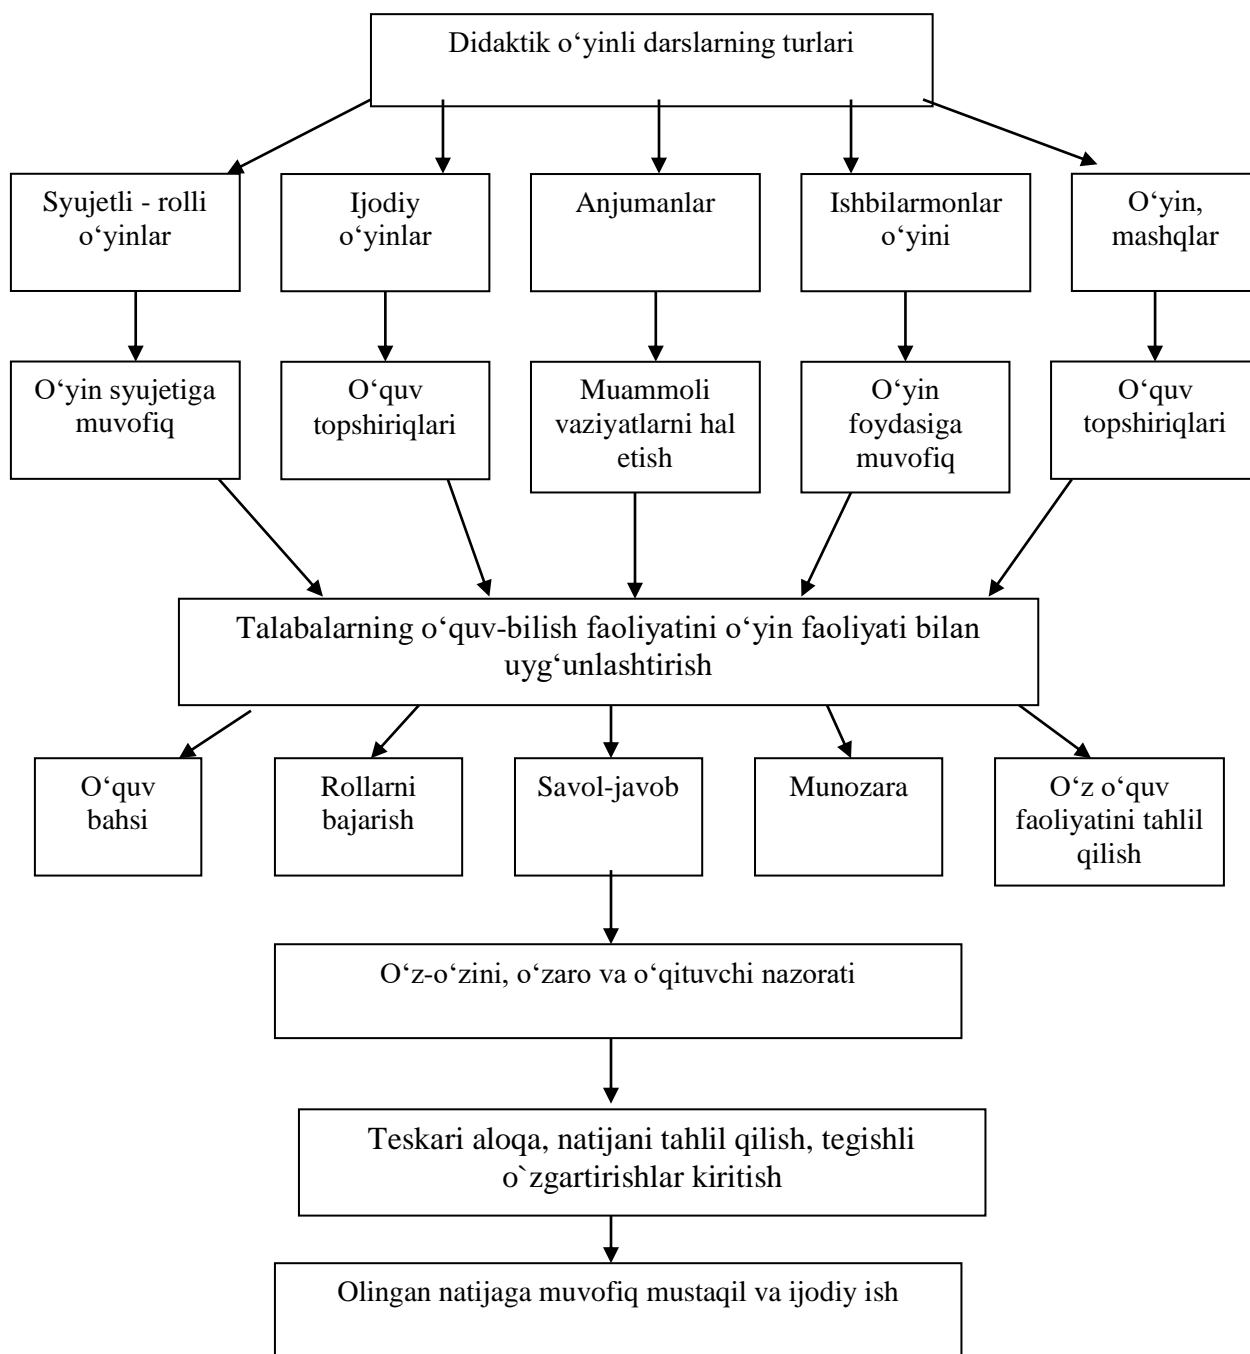 Didaktik o‘yinli darslarning turlari
Syujetli - rolli
o‘yinlar
Ijodiy
o‘yinlar
Anjumanlar
Ishbilarmonlar
o‘yini
O‘yin,
mashqlar
O‘yin syujetiga
muvofiq
O‘quv
topshiriqlari
Muammoli
vaziyatlarni hal
etish
O‘yin
foydasiga
muvofiq
O‘quv
topshiriqlari
Talabalarning o‘quv-bilish faoliyatini o‘yin faoliyati bilan
uyg‘unlashtirish
O‘quv
bahsi
Rollarni
bajarish
Savol-javob
Munozara
O‘z o‘quv
faoliyatini tahlil
qilish
O‘z-o‘zini, o‘zaro va o‘qituvchi nazorati
Teskari aloqa, natijani tahlil qilish, tegishli
o`zgartirishlar kiritish
Olingan natijaga muvofiq mustaqil va ijodiy ish